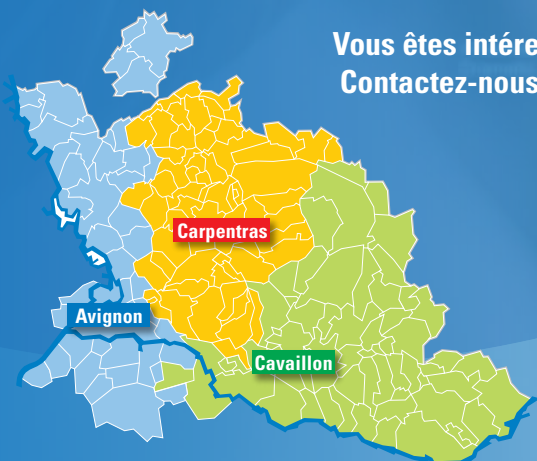 Vous êtes intére
Contactez-nous
Carpentras
Avignon
Cavaillon